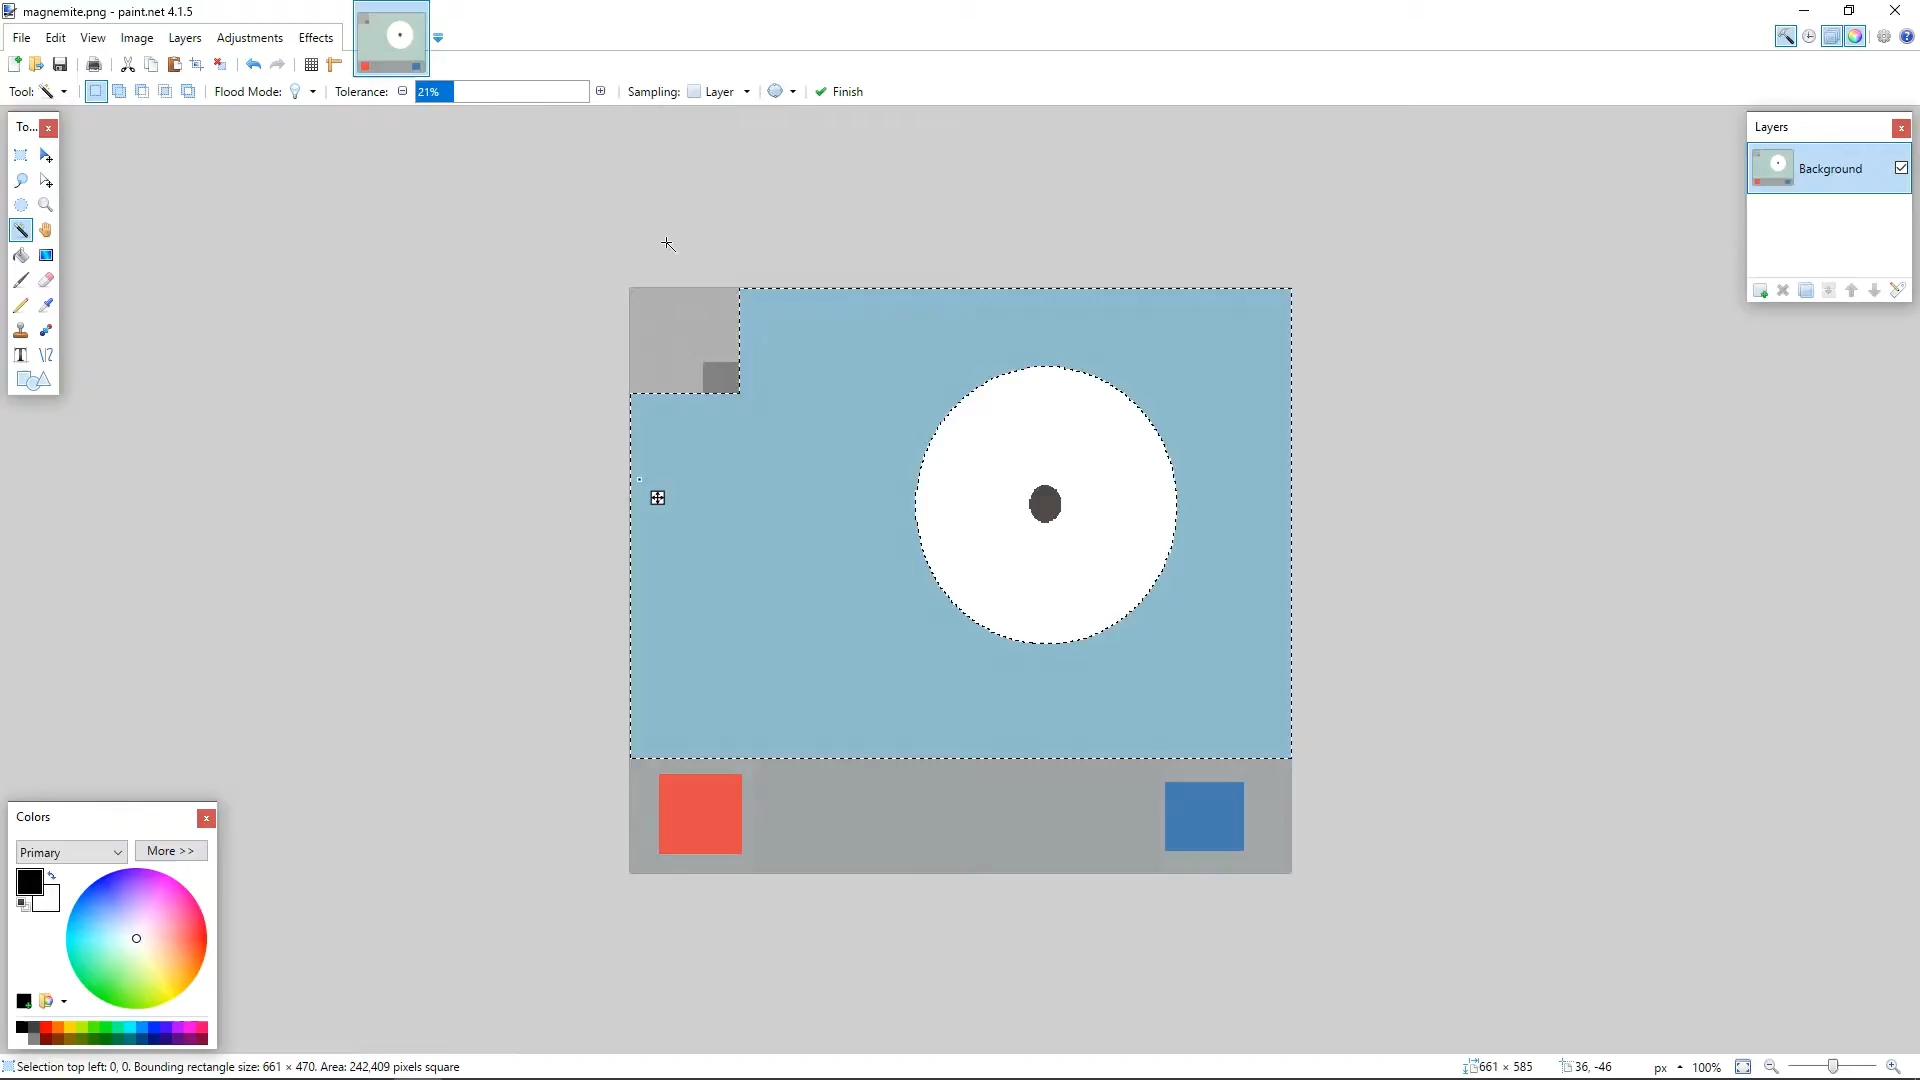 magnemite.png - paint.net 4.1.5
File Edit View Image Layers Adjustments Effects
Tool: Flood Mode: Tolerance: 21% Sampling: Layer Finish
To...
Layers
Background
Colors
Primary More >>
Selection top left: 0, 0. Bounding rectangle size: 661 × 470. Area: 242,409 pixels square 661 × 585 36, -46 px 100%